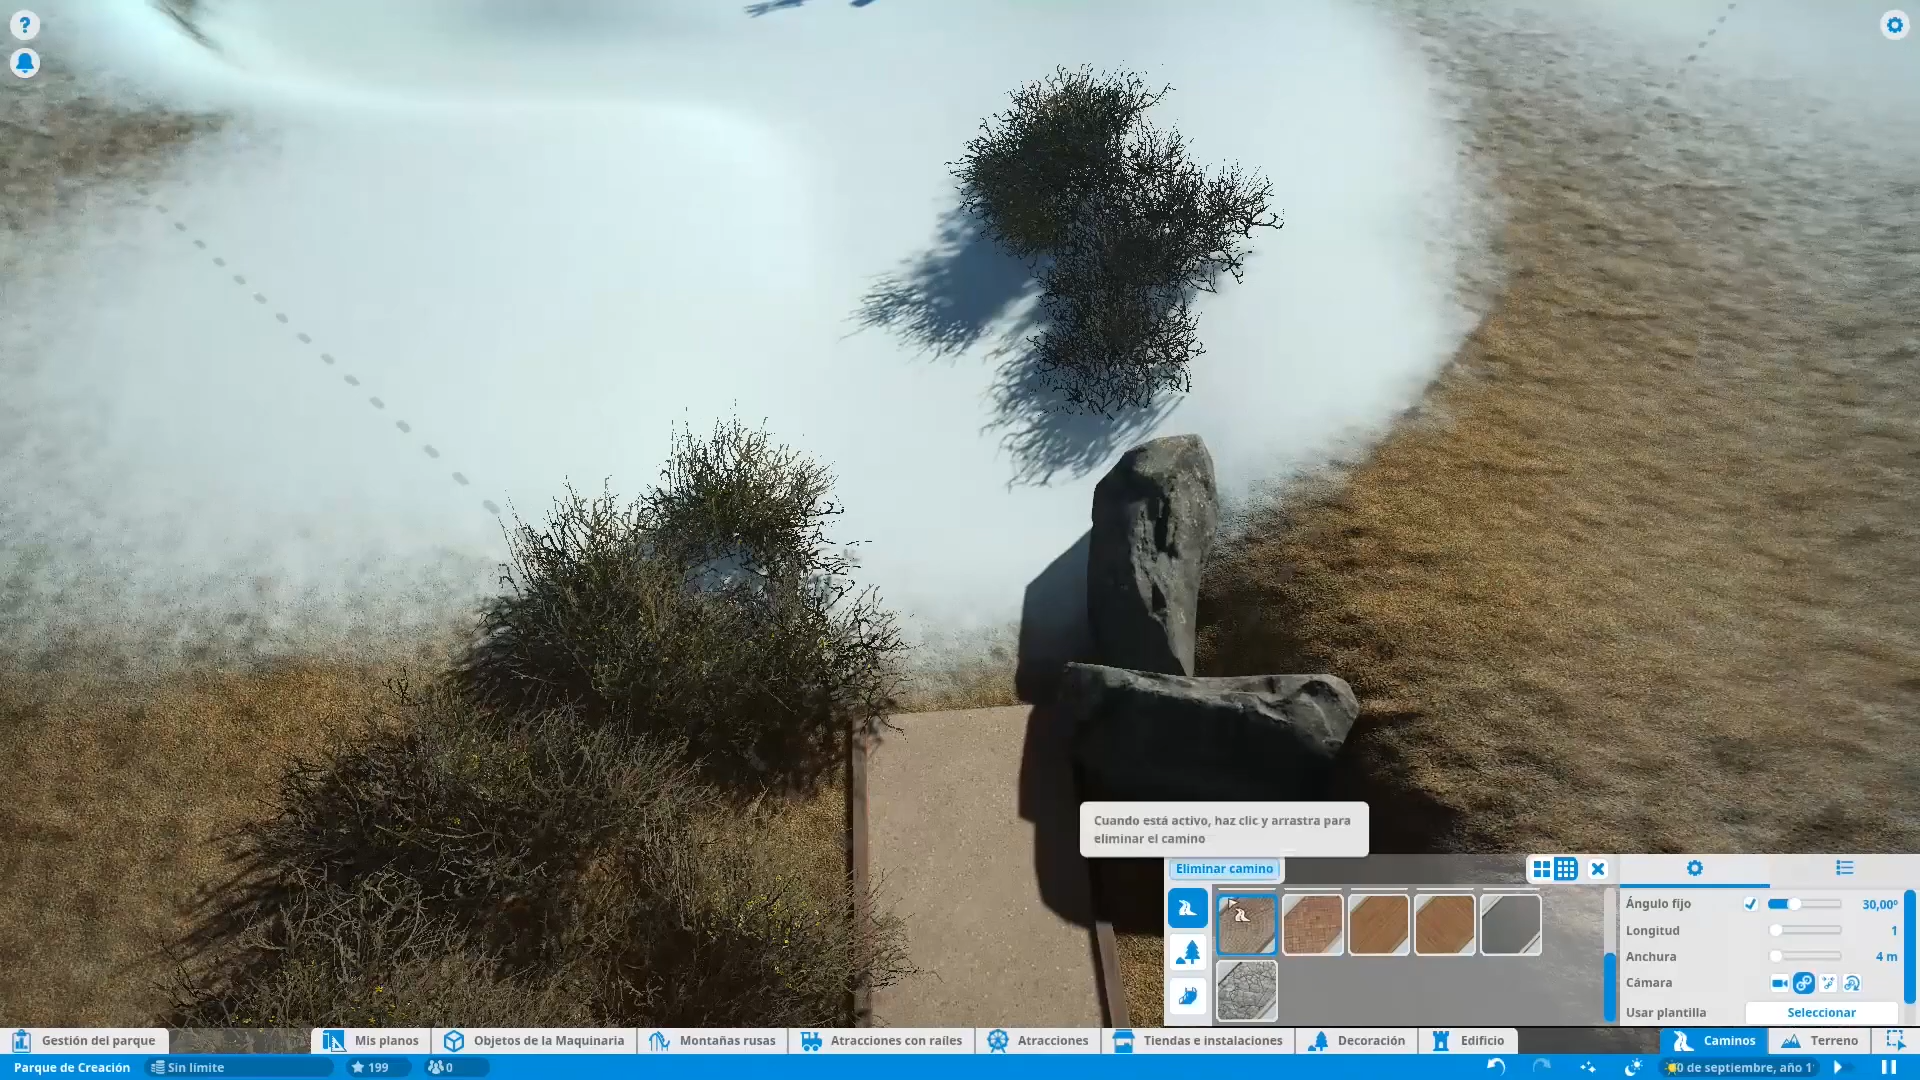 ?
Cuando está activo, haz clic y arrastra para
eliminar el camino
Eliminar camino
Ángulo fijo 30,00º
Longitud 1
Anchura 4 m
Cámara
Usar plantilla Seleccionar
Gestión del parque Mis planos Objetos de la Maquinaria Montañas rusas Atracciones con raíles Atracciones Tiendas e instalaciones Decoración Edificio Caminos Terreno
Parque de Creación Sin límite 199 0 0 de septiembre, año 1